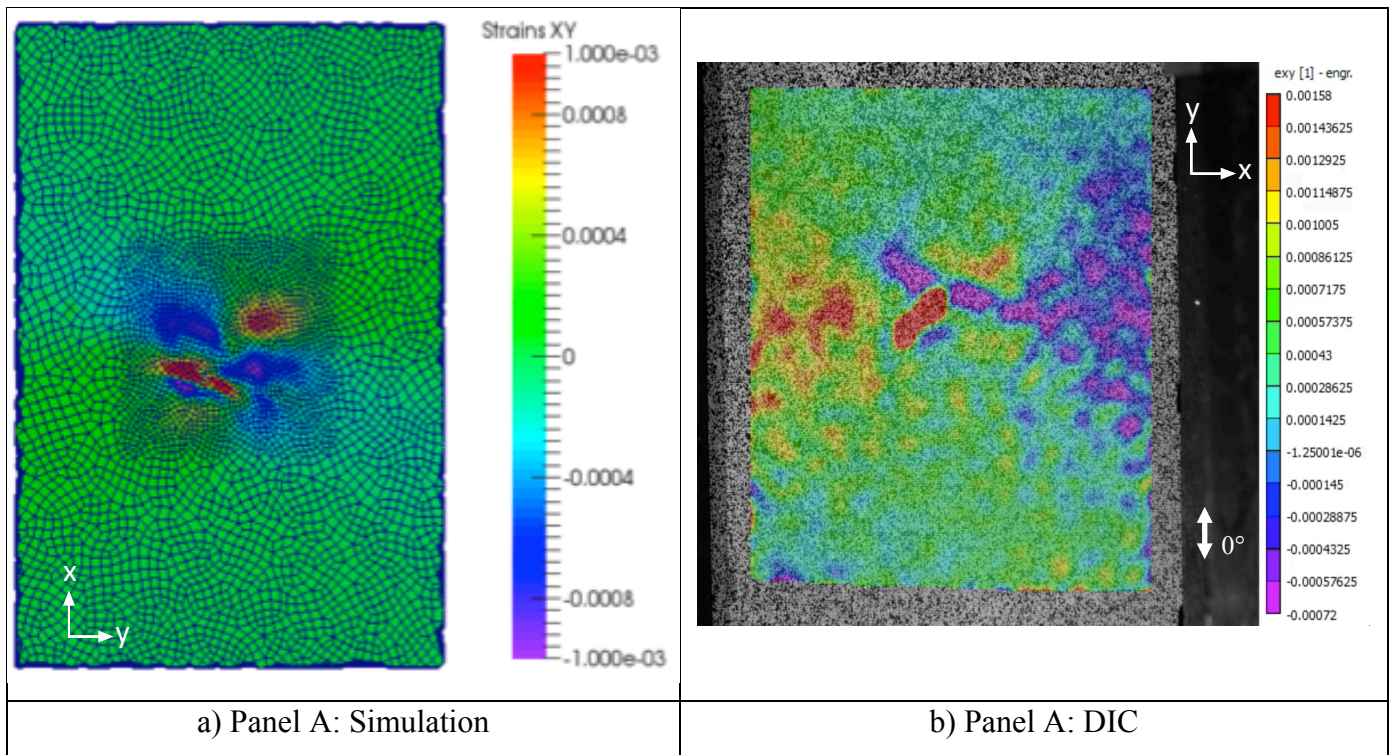 Strains XY
1.000e-03
0.0008
0.0004
0
-0.0004
-0.0008
-1.000e-03
x
y
exy [1] - engr.
0.00158
0.00143625
0.0012925
0.00114875
0.001005
0.00086125
0.0007175
0.00057375
0.00043
0.00028625
0.0001425
-1.25001e-06
-0.000145
-0.00028875
-0.0004325
-0.00057625
-0.00072
y
x
0°
a) Panel A: Simulation
b) Panel A: DIC